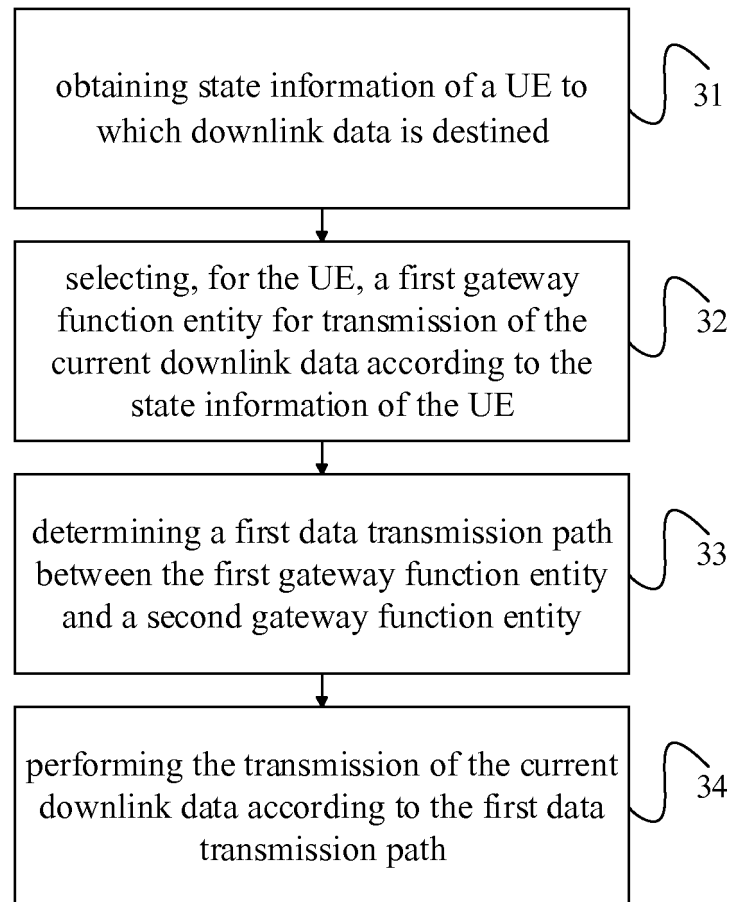 obtaining state information of a UE to
which downlink data is destined
31
selecting, for the UE, a first gateway
function entity for transmission of the
current downlink data according to the
state information of the UE
32
determining a first data transmission path
between the first gateway function entity
and a second gateway function entity
33
performing the transmission of the current
downlink data according to the first data
transmission path
34